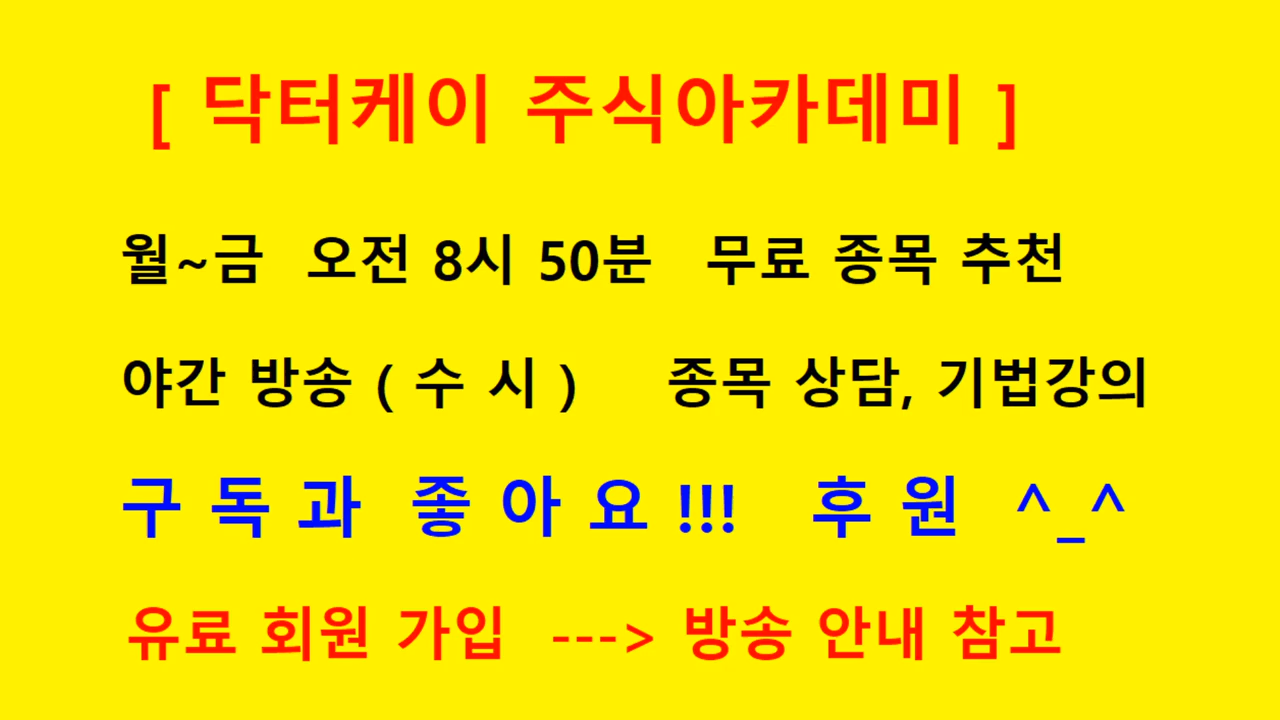 [ 닥터케이 주식아카데미 ]
월~금 오전 8시 50분 무료 종목 추천
야간 방송 ( 수 시 ) 종목 상담, 기법강의
구 독 과 좋 아 요 !!! 후 원 ^_^
유료 회원 가입 ---> 방송 안내 참고